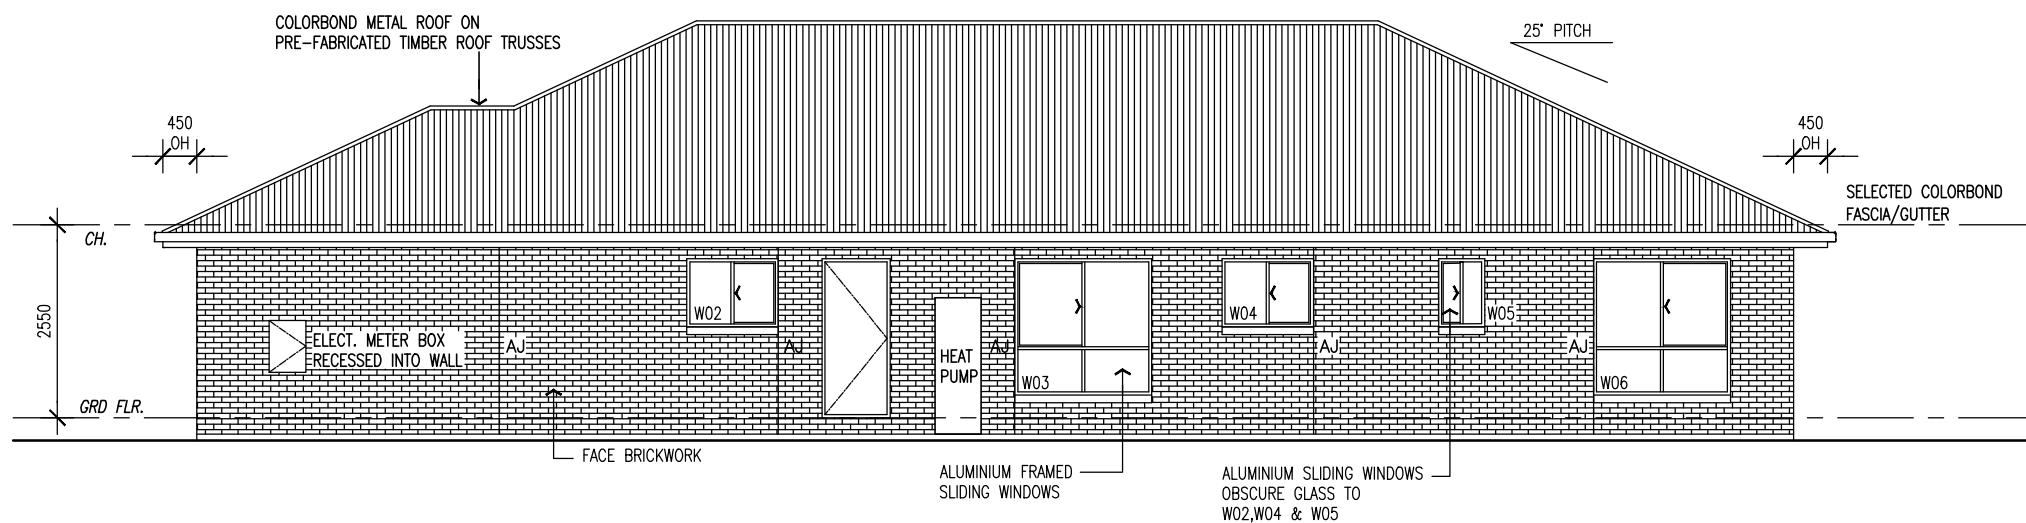 COLORBOND METAL ROOF ON
PRE-FABRICATED TIMBER ROOF TRUSSES
25° PITCH
450
OH
450
OH
SELECTED COLORBOND
FASCIA/GUTTER
CH.
2550
GRD FLR.
ELECT. METER BOX
RECESSED INTO WALL
AJ
W02
AJ
HEAT
PUMP
AJ
W03
W04
AJ
W05
AJ
W06
FACE BRICKWORK
ALUMINIUM FRAMED
SLIDING WINDOWS
ALUMINIUM SLIDING WINDOWS
OBSCURE GLASS TO
W02,W04 & W05